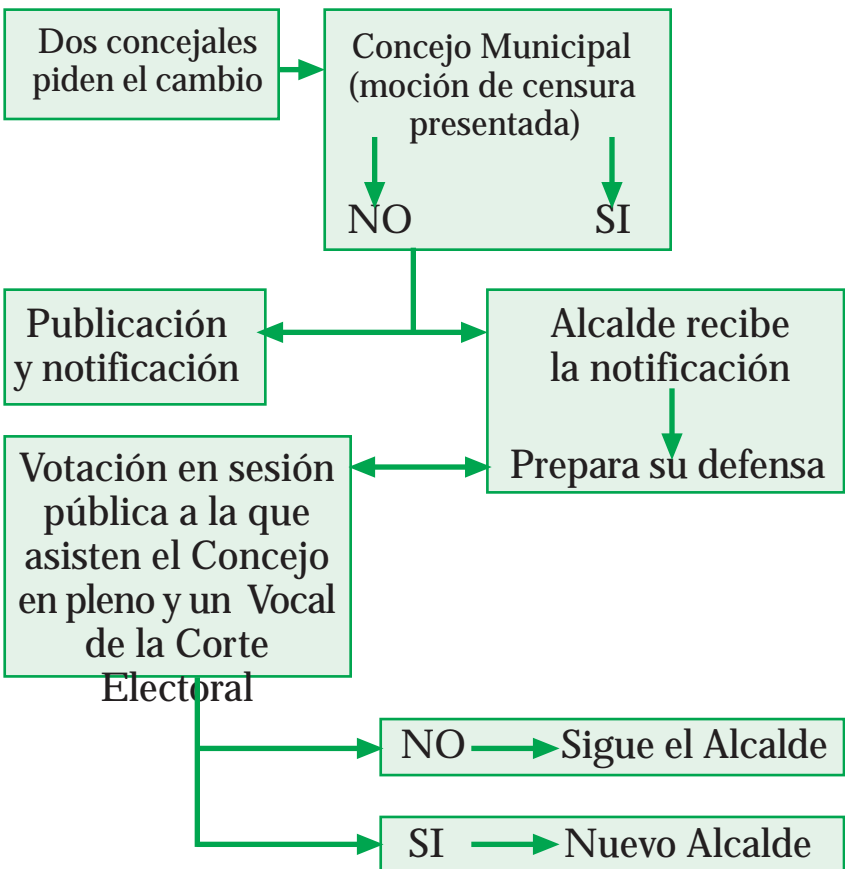 Dos concejales
piden el cambio
Concejo Municipal
(moción de censura
presentada)
NO SI
Publicación
y notificación
Alcalde recibe
la notificación
Prepara su defensa
Votación en sesión
pública a la que
asisten el Concejo
en pleno y un Vocal
de la Corte
Electoral
NO Sigue el Alcalde
SI Nuevo Alcalde